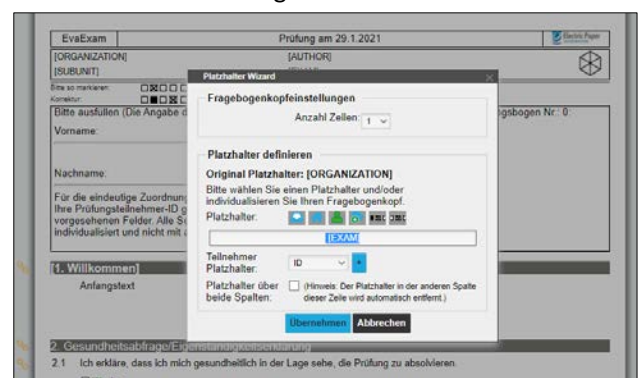 EvaExam
Prüfung am 29.1.2021
Electric Paper
[ORGANIZATION]
[AUTHOR]
[SUBUNIT]
Bitte so markieren:
Korrektur:
Bitte ausfüllen (Die Angabe d
ngsbogen Nr.: 0:
Vorname:
Nachname:
Für die eindeutige Zuordnung
Ihre Prüfungsteilnehmer-ID g
vorgesehenen Felder. Alle S
individualisiert und nicht mit
[1. Willkommen]
Anfangstext
2. Gesundheitsabfrage/Eigenständigkeitserklärung
2.1 Ich erkläre, dass ich mich gesundheitlich in der Lage sehe, die Prüfung zu absolvieren.
Platzhalter Wizard
Fragebogenkopfeinstellungen
Anzahl Zeilen: 1
Platzhalter definieren
Original Platzhalter: [ORGANIZATION]
Bitte wählen Sie einen Platzhalter und/oder
individualisieren Sie Ihren Fragebogenkopf.
Platzhalter:
[EXAM]
Teilnehmer
Platzhalter:
ID
+
Platzhalter über
beide Spalten:
(Hinweis: Der Platzhalter in der anderen Spalte
dieser Zeile wird automatisch entfernt.)
Übernehmen
Abbrechen